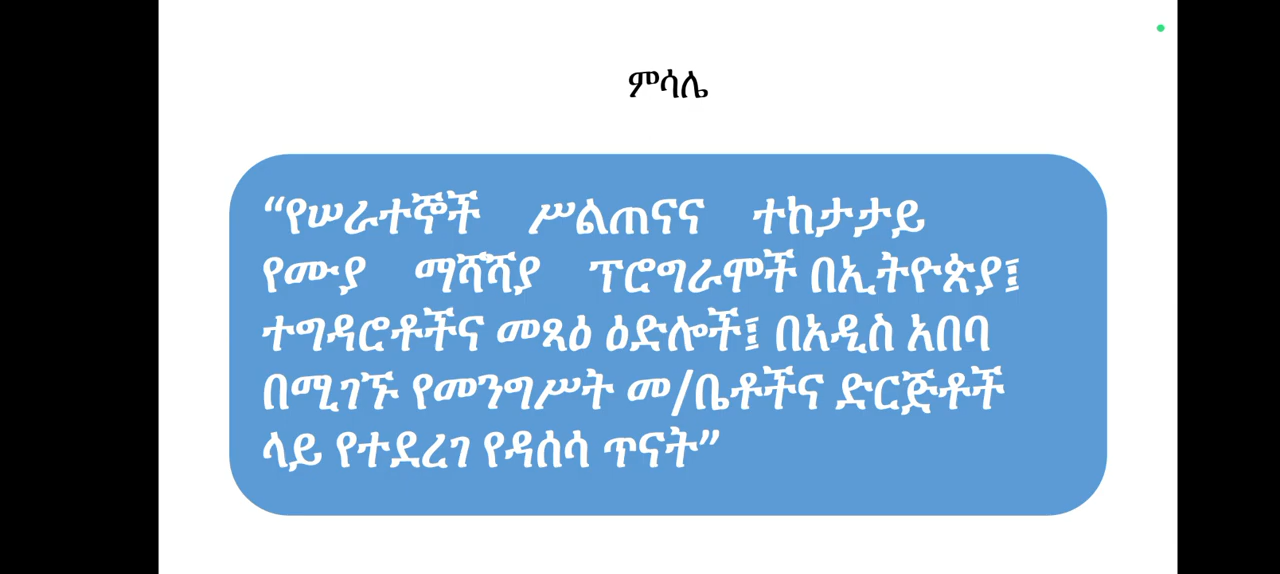 ምሳሌ
“የሠራተኞች ሥልጠናና ተከታታይ
የሙያ ማሻሻያ ፕሮግራሞች በኢትዮጵያ፤
ተግዳሮቶችና መጻዕ ዕድሎች፤ በአዲስ አበባ
በሚገኙ የመንግሥት መ/ቤቶችና ድርጅቶች
ላይ የተደረገ የዳሰሳ ጥናት”